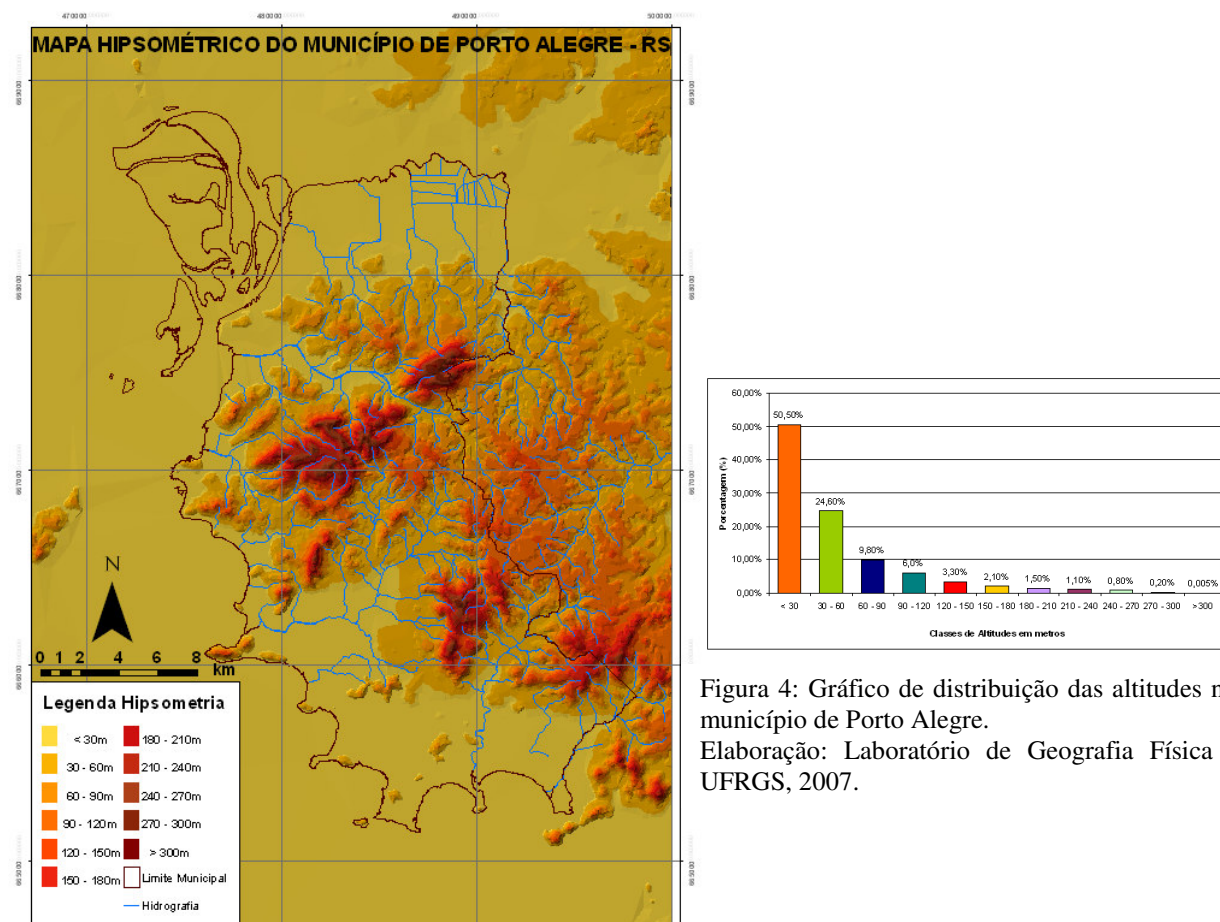 470000 480000 490000 500000
MAPA HIPSOMÉTRICO DO MUNICÍPIO DE PORTO ALEGRE - RS
N
0 1 2 4 6 8
km
Legenda Hipsometria
< 30m 180 - 210m
30 - 60m 210 - 240m
60 - 90m 240 - 270m
90 - 120m 270 - 300m
120 - 150m > 300m
150 - 180m Limite Municipal
Hidrografia
60,00%
50,00%
40,00%
30,00%
20,00%
10,00%
0,00%
Porcentagem (%)
50,50%
24,60%
9,80%
6,0%
3,30%
2,10%
1,50%
1,10%
0,80%
0,20%
0,005%
< 30 30 - 60 60 - 90 90 - 120 120 - 150 150 - 180 180 - 210 210 - 240 240 - 270 270 - 300 >300
Classes de Altitudes em metros
Figura 4: Gráfico de distribuição das altitudes n
município de Porto Alegre.
Elaboração: Laboratório de Geografia Física
UFRGS, 2007.